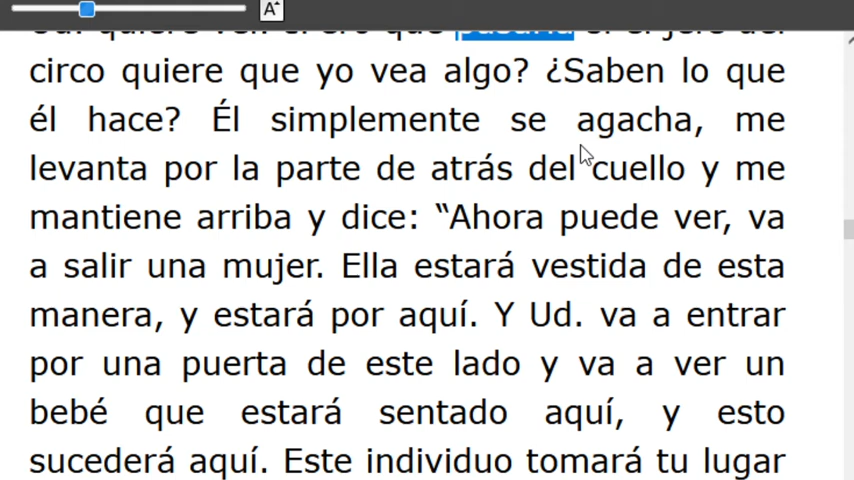 A
circo quiere que yo vea algo? ¿Saben lo que
él hace? Él simplemente se agacha, me
levanta por la parte de atrás del cuello y me
mantiene arriba y dice: “Ahora puede ver, va
a salir una mujer. Ella estará vestida de esta
manera, y estará por aquí. Y Ud. va a entrar
por una puerta de este lado y va a ver un
bebé que estará sentado aquí, y esto
sucederá aquí. Este individuo tomará tu lugar